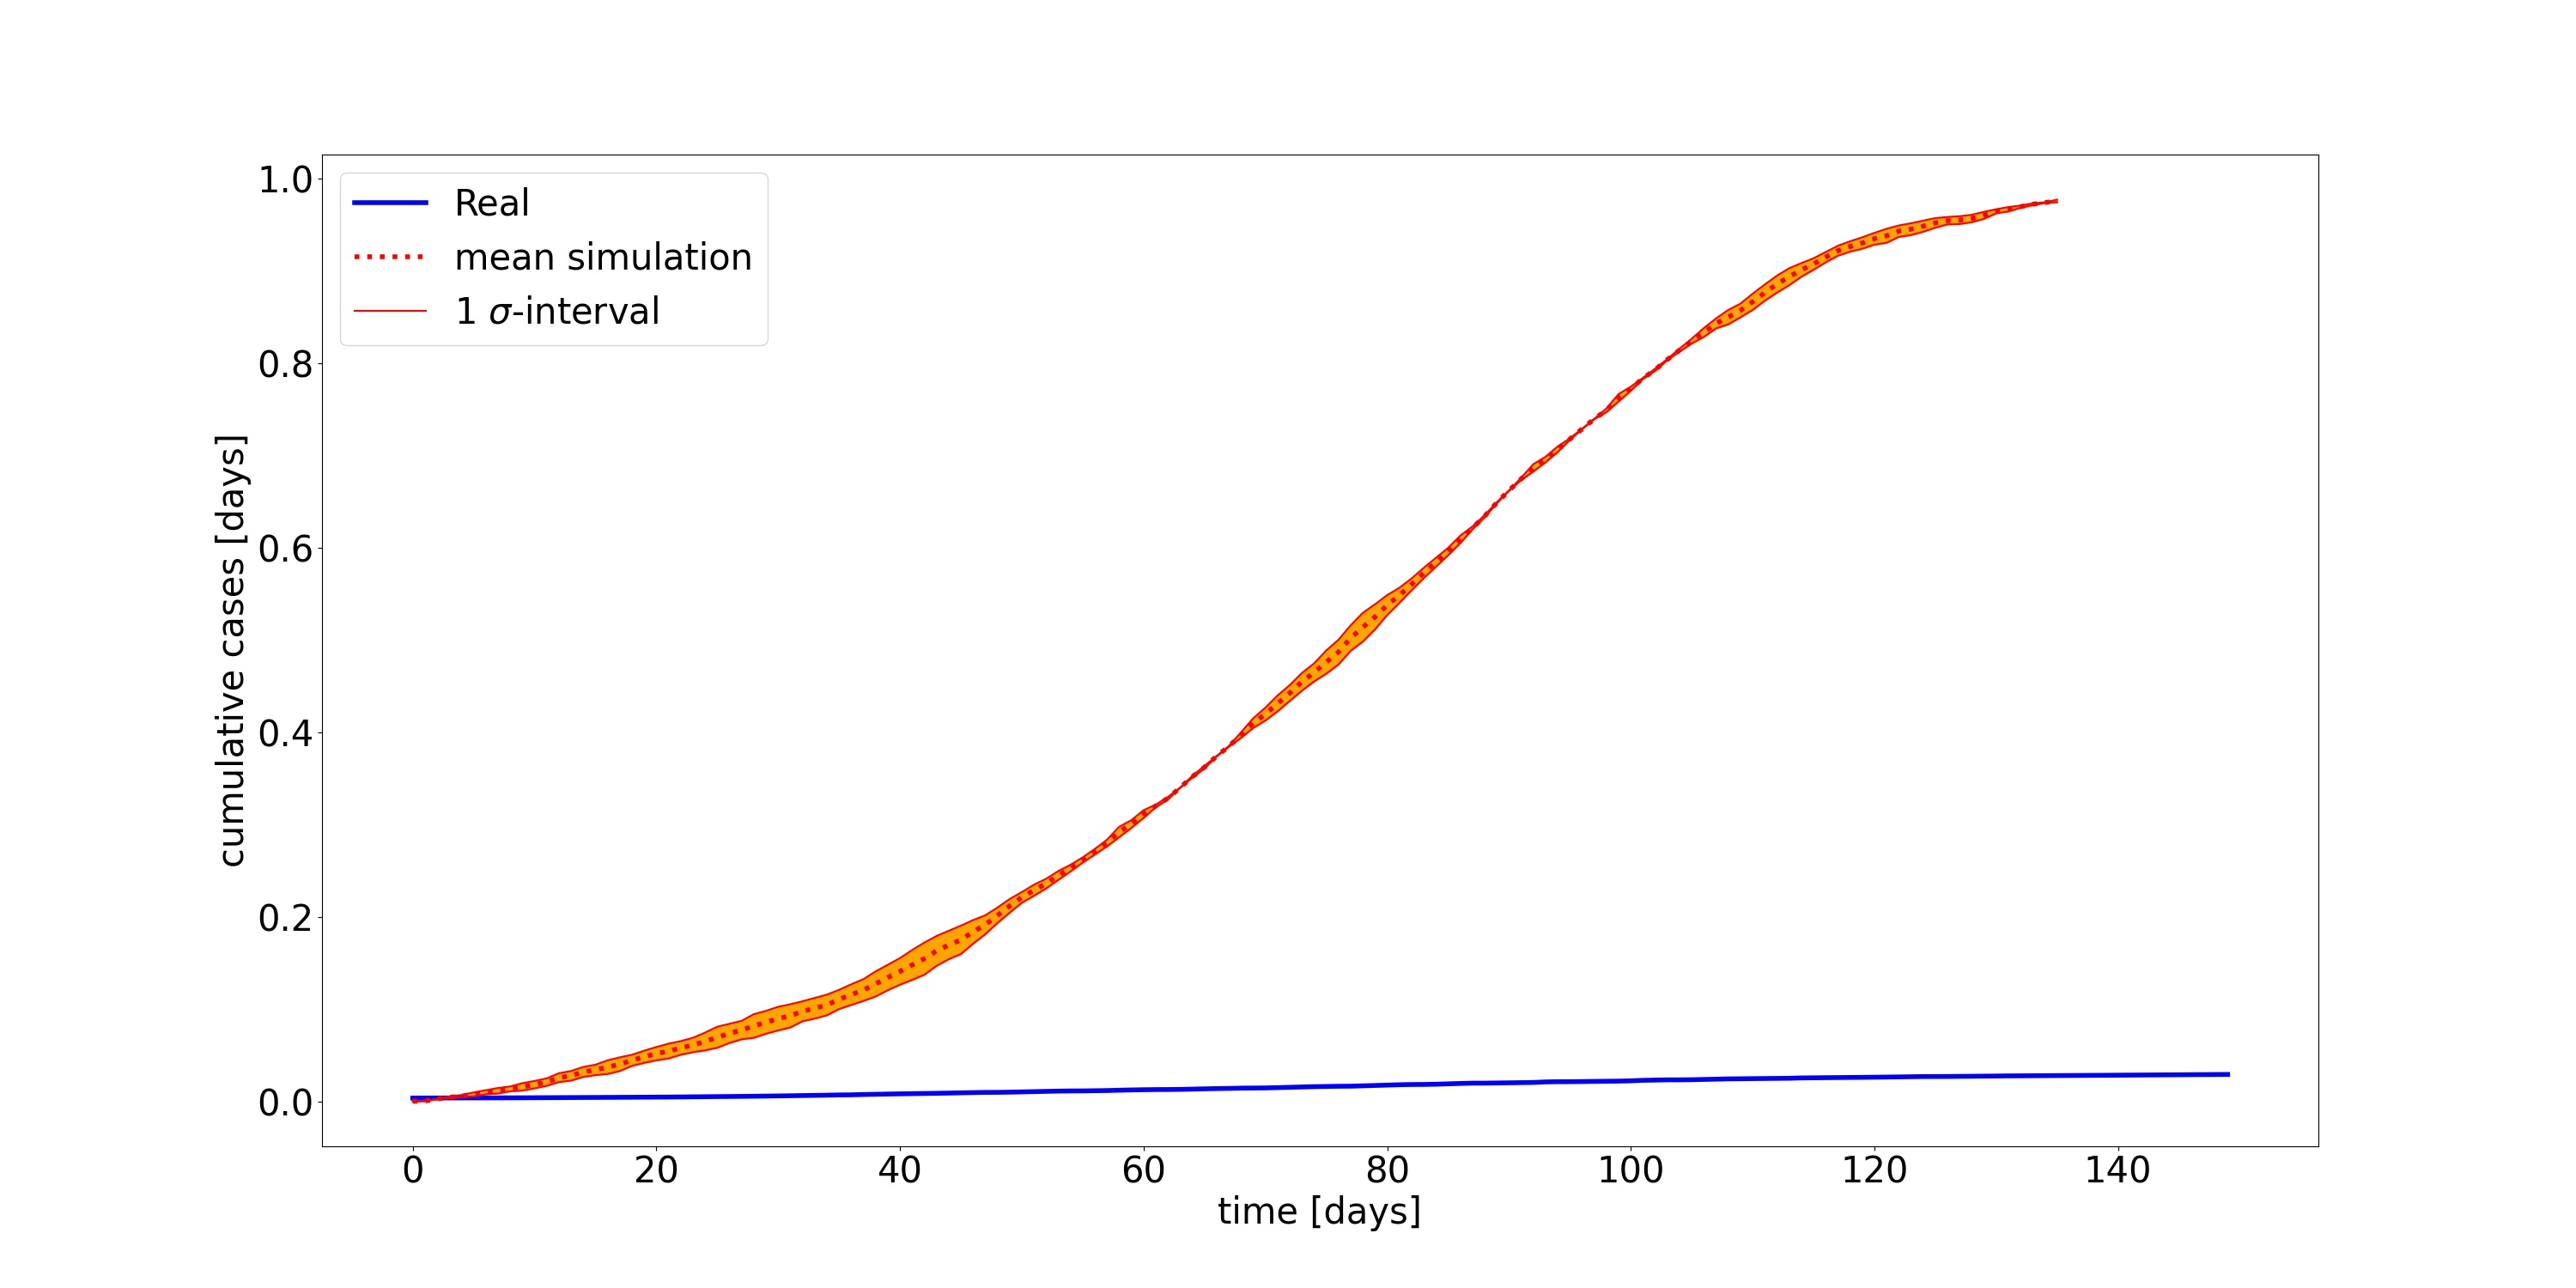 1.0
0.8
0.6
0.4
0.2
0.0
cumulative cases [days]
Real
mean simulation
1 σ-interval
0 20 40 60 80 100 120 140
time [days]